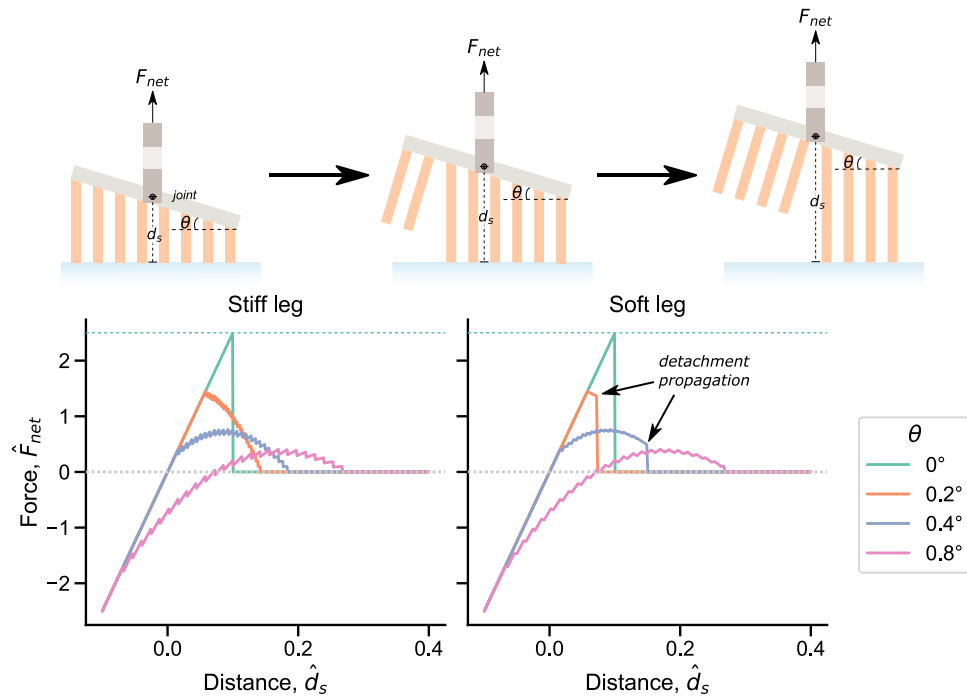 F_net
F_net
F_net
joint
θ
d_s
θ
d_s
θ
d_s
Stiff leg
Soft leg
Force, F̂_net
2
1
0
−1
−2
detachment
propagation
θ
0°
0.2°
0.4°
0.8°
0.0
0.2
0.4
0.0
0.2
0.4
Distance, d̂_s
Distance, d̂_s